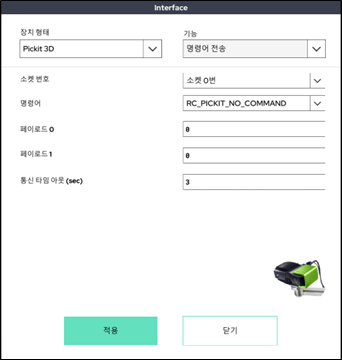 Interface
장치 형태
기능
Pickit 3D
명령어 전송
소켓 번호
소켓 0번
명령어
RC_PICKIT_NO_COMMAND
페이로드 0
0
페이로드 1
0
통신 타임 아웃 (sec)
3
적용
닫기